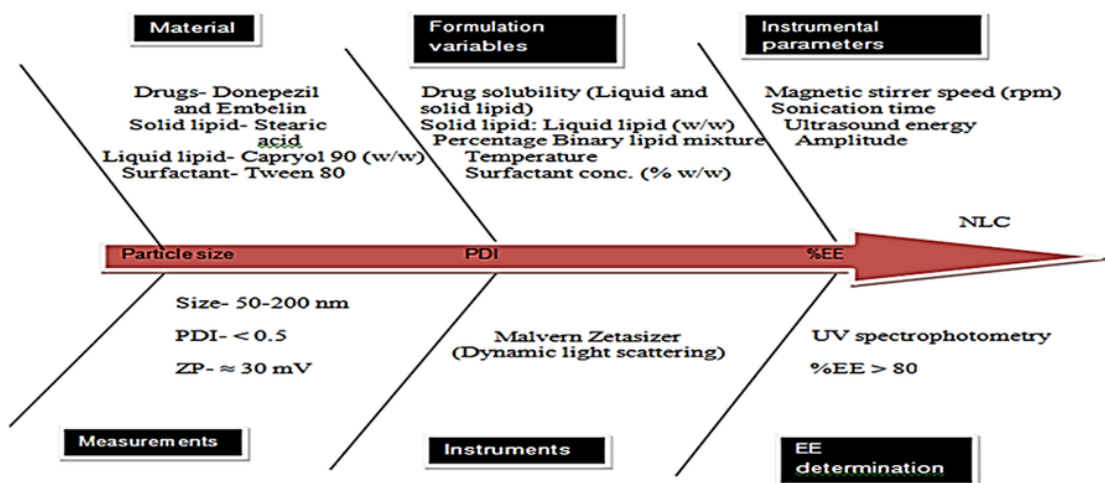 Material
Formulation
variables
Instrumental
parameters
Drugs- Donepezil
and Embelin
Solid lipid- Stearic
acid
Liquid lipid- Capryol 90 (w/w)
Surfactant- Tween 80
Drug solubility (Liquid and
solid lipid)
Solid lipid: Liquid lipid (w/w)
Percentage Binary lipid mixture
Temperature
Surfactant conc. (% w/w)
Magnetic stirrer speed (rpm)
Sonication time
Ultrasound energy
Amplitude
NLC
Particle size
PDI
%EE
Size- 50-200 nm
PDI- < 0.5
ZP- ≈ 30 mV
Malvern Zetasizer
(Dynamic light scattering)
UV spectrophotometry
%EE > 80
Measurements
Instruments
EE
determination